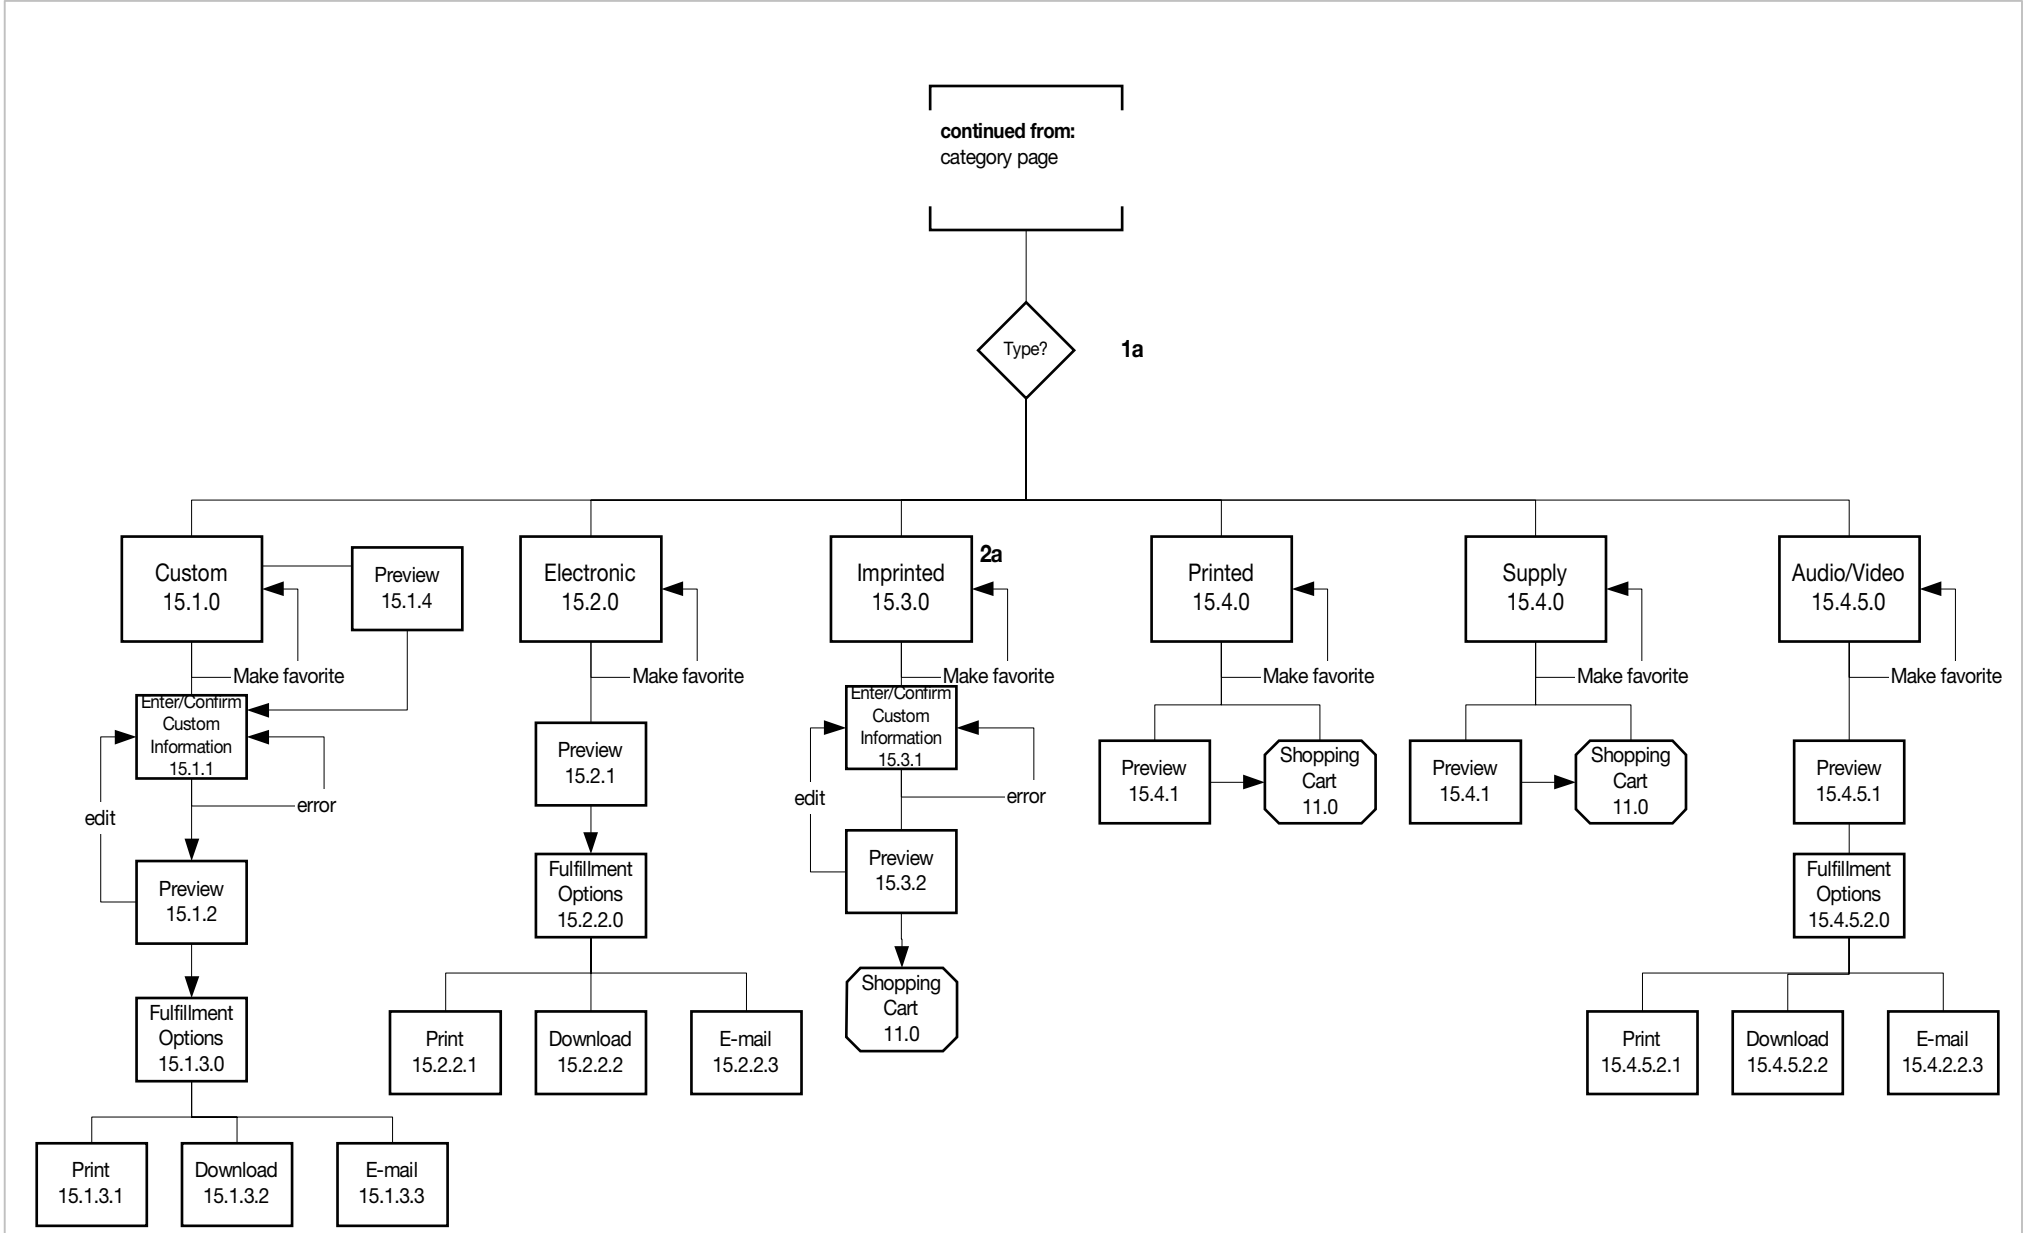 continued from:
category page
Type?
1a
Custom
15.1.0
Preview
15.1.4
Make favorite
Enter/Confirm
Custom
Information
15.1.1
error
edit
Preview
15.1.2
Fulfillment
Options
15.1.3.0
Print
15.1.3.1
Download
15.1.3.2
E-mail
15.1.3.3
Electronic
15.2.0
Make favorite
Preview
15.2.1
Fulfillment
Options
15.2.2.0
Print
15.2.2.1
Download
15.2.2.2
E-mail
15.2.2.3
Imprinted
15.3.0
2a
Make favorite
Enter/Confirm
Custom
Information
15.3.1
error
edit
Preview
15.3.2
Shopping
Cart
11.0
Printed
15.4.0
Make favorite
Preview
15.4.1
Shopping
Cart
11.0
Supply
15.4.0
Make favorite
Preview
15.4.1
Shopping
Cart
11.0
Audio/Video
15.4.5.0
Make favorite
Preview
15.4.5.1
Fulfillment
Options
15.4.5.2.0
Print
15.4.5.2.1
Download
15.4.5.2.2
E-mail
15.4.2.2.3